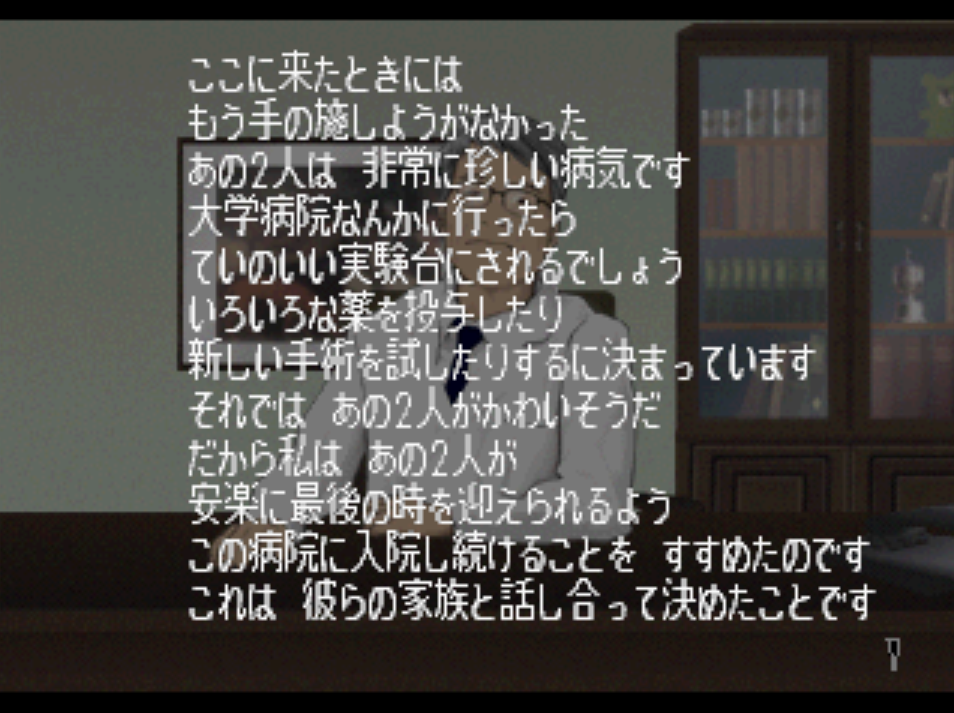 ここに来たときには
もう手の施しようがなかった
あの2人は 非常に珍しい病気です
大学病院なんかに行ったら
ていのいい実験台にされるでしょう
いろいろな薬を投与したり
新しい手術を試したりするに決まっています
それでは あの2人がかわいそうだ
だから私は あの2人が
安楽に最後の時を迎えられるよう
この病院に入院し続けることを すすめたのです
これは 彼らの家族と話し合って決めたことです